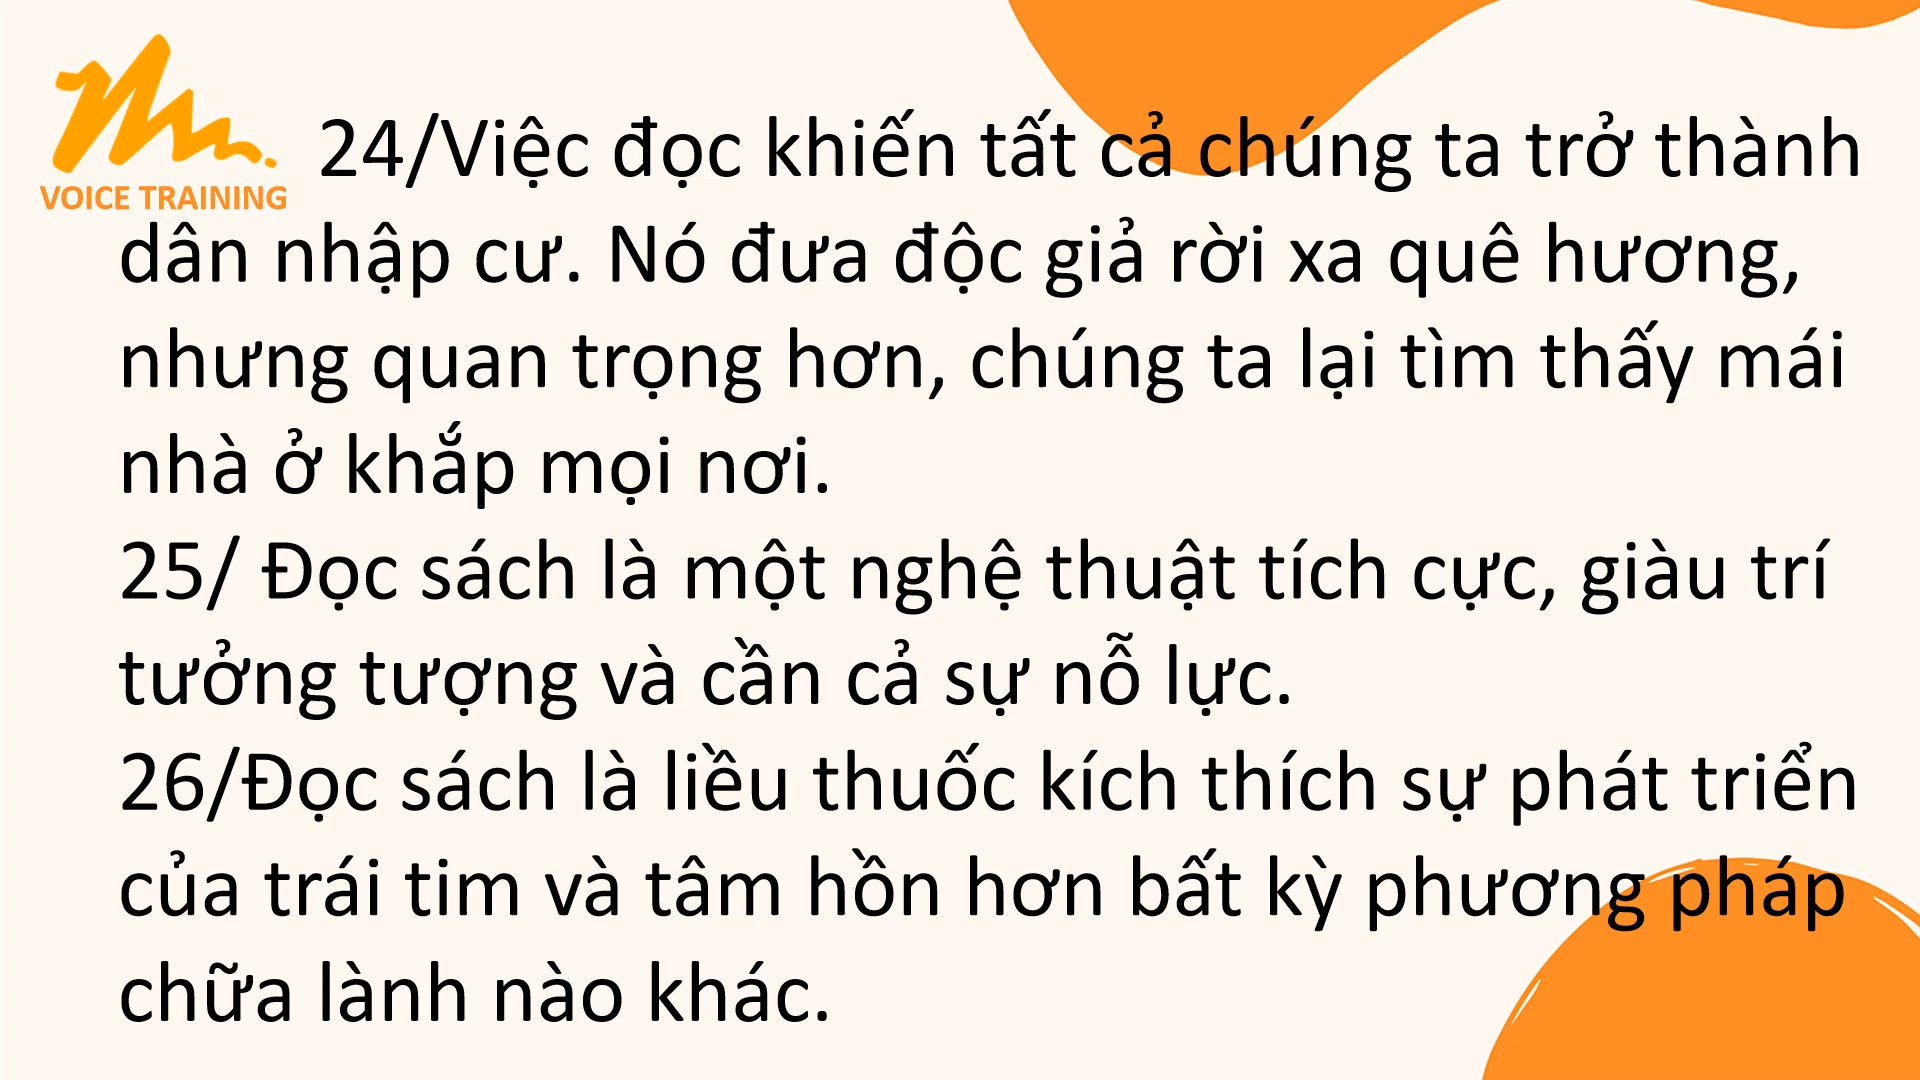 VOICE TRAINING
24/Việc đọc khiến tất cả chúng ta trở thành
dân nhập cư. Nó đưa độc giả rời xa quê hương,
nhưng quan trọng hơn, chúng ta lại tìm thấy mái
nhà ở khắp mọi nơi.
25/ Đọc sách là một nghệ thuật tích cực, giàu trí
tưởng tượng và cần cả sự nỗ lực.
26/Đọc sách là liều thuốc kích thích sự phát triển
của trái tim và tâm hồn hơn bất kỳ phương pháp
chữa lành nào khác.